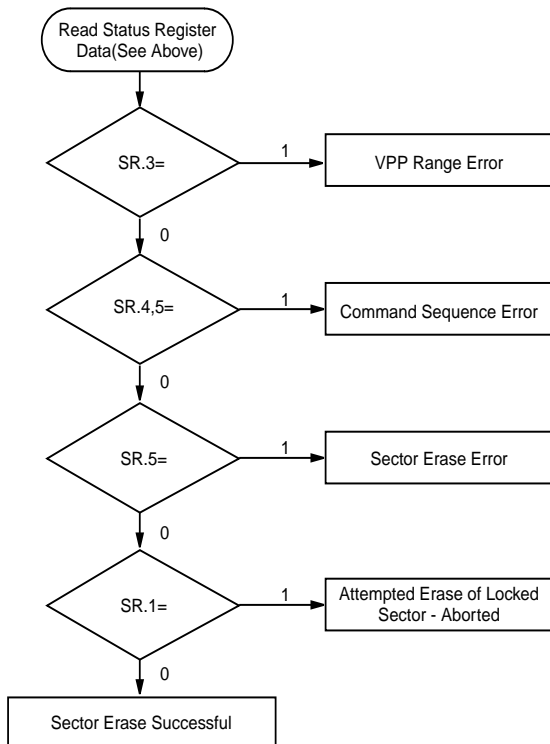 Read Status Register
Data(See Above)
SR.3=
1
VPP Range Error
0
SR.4,5=
1
Command Sequence Error
0
SR.5=
1
Sector Erase Error
0
SR.1=
1
Attempted Erase of Locked
Sector - Aborted
0
Sector Erase Successful